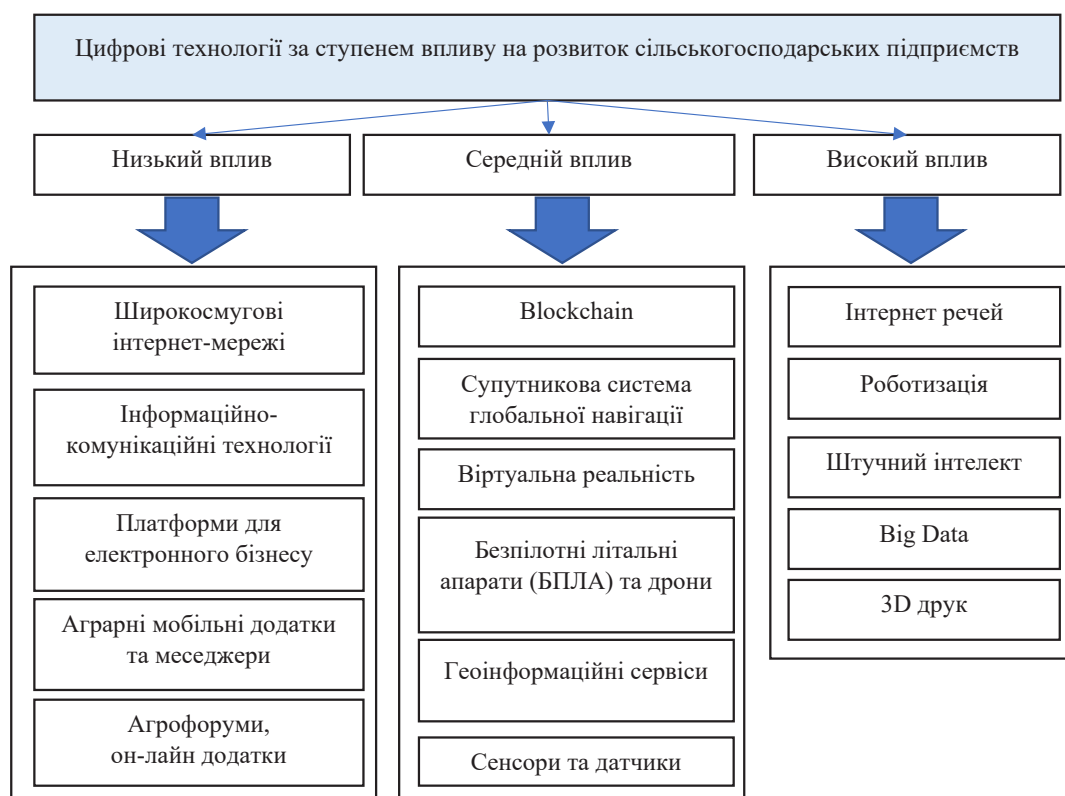 Цифрові технології за ступенем впливу на розвиток сільськогосподарських підприємств
Низький вплив
Середній вплив
Високий вплив
Широкосмугові
інтернет-мережі
Інформаційно-
комунікаційні технології
Платформи для
електронного бізнесу
Аграрні мобільні додатки
та меседжери
Агрофоруми,
он-лайн додатки
Blockchain
Супутникова система
глобальної навігації
Віртуальна реальність
Безпілотні літальні
апарати (БПЛА) та дрони
Геоінформаційні сервіси
Сенсори та датчики
Інтернет речей
Роботизація
Штучний інтелект
Big Data
3D друк